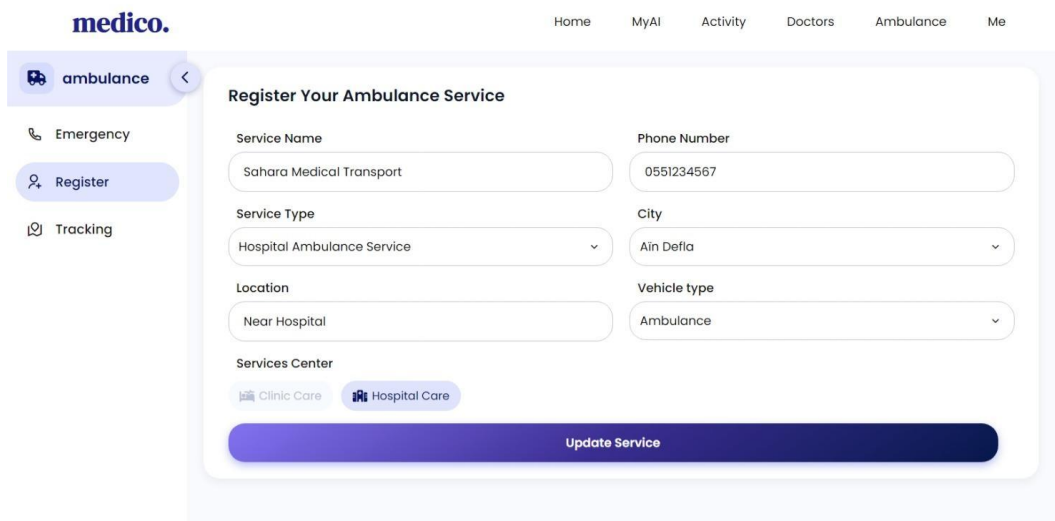 medico.
Home MyAI Activity Doctors Ambulance Me
ambulance
Emergency
Register
Tracking
Register Your Ambulance Service
Service Name Phone Number
Sahara Medical Transport 0551234567
Service Type City
Hospital Ambulance Service Aïn Defla
Location Vehicle type
Near Hospital Ambulance
Services Center
Clinic Care Hospital Care
Update Service